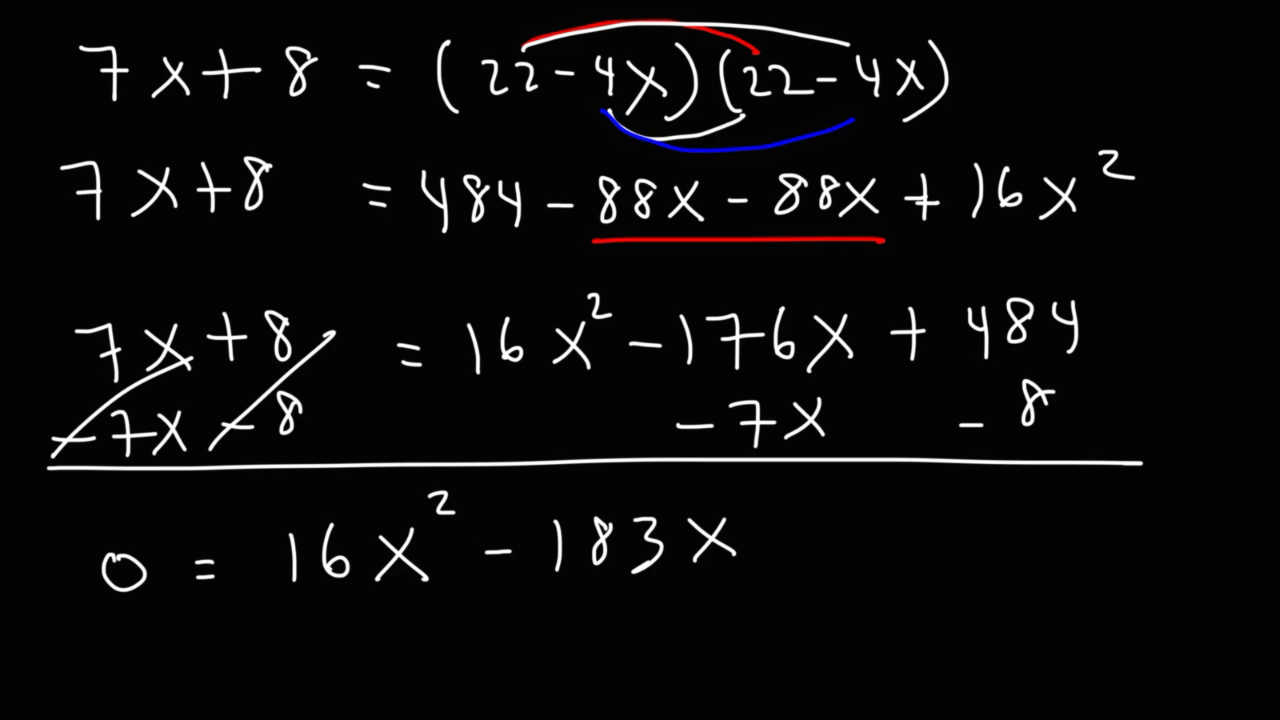 7x+8 = (22-4x)(22-4x)
7x+8 = 484 - 88x - 88x + 16x²
7x+8 = 16x² - 176x + 484
-7x -8 -7x - 8
0 = 16x² - 183x